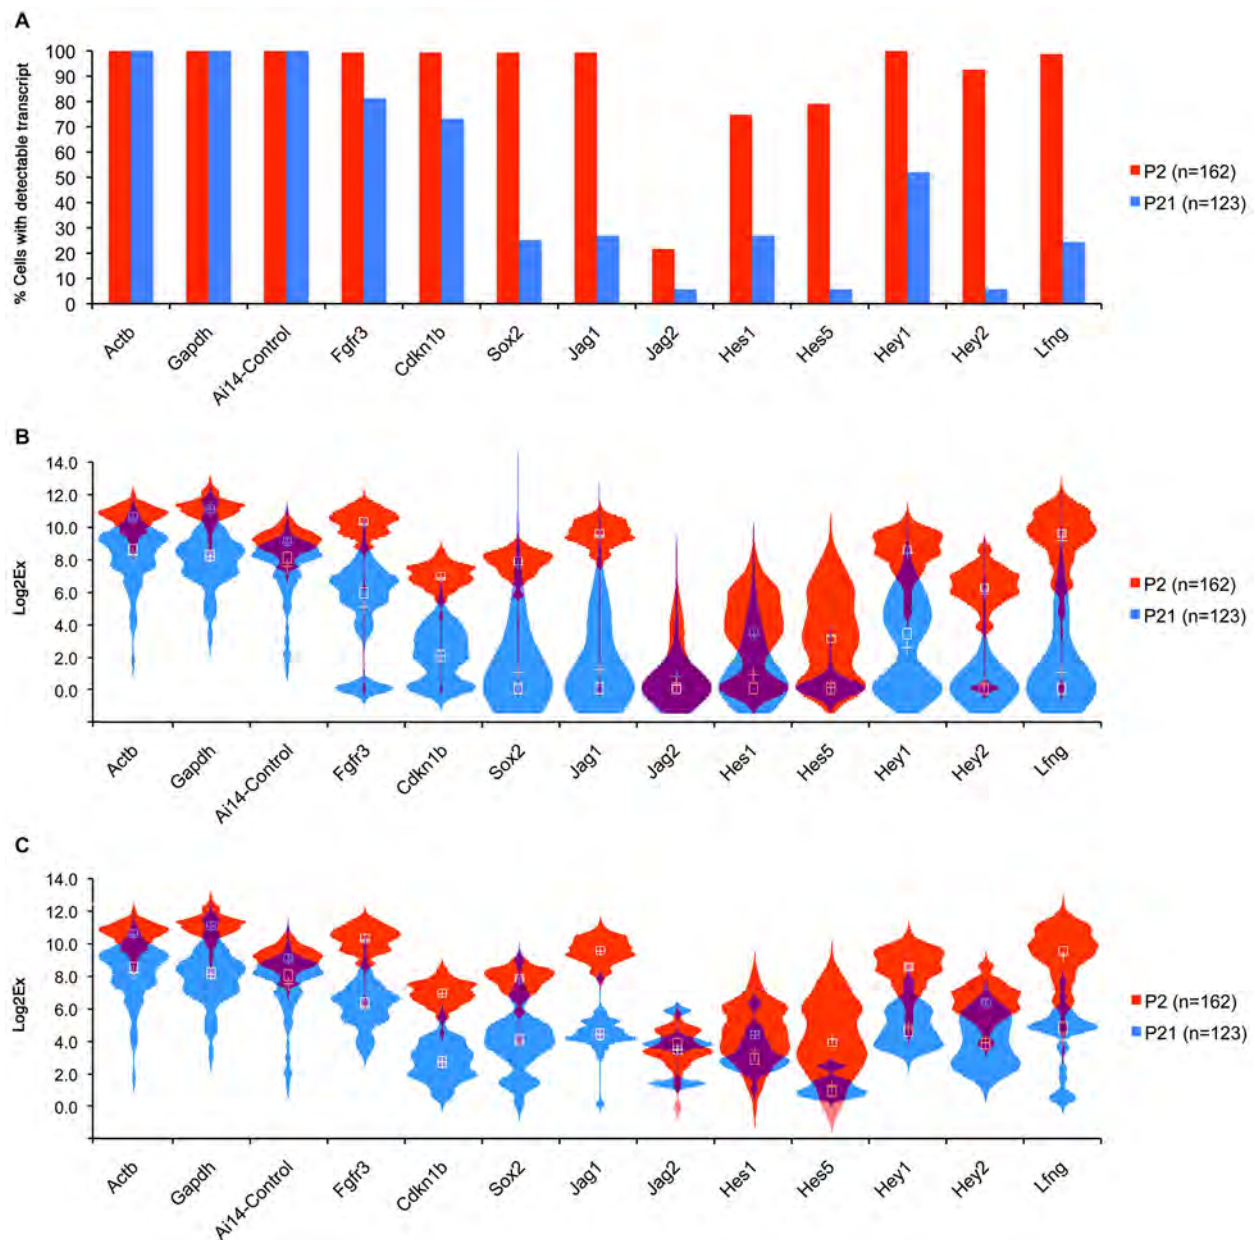 A
% Cells with detectable transcript
100
90
80
70
60
50
40
30
20
10
0
Actb
Gapdh
Ai14-Control
Fgfr3
Cdkn1b
Sox2
Jag1
Jag2
Hes1
Hes5
Hey1
Hey2
Lfng
P2 (n=162)
P21 (n=123)
B
Log2Ex
14.0
12.0
10.0
8.0
6.0
4.0
2.0
0.0
Actb
Gapdh
Ai14-Control
Fgfr3
Cdkn1b
Sox2
Jag1
Jag2
Hes1
Hes5
Hey1
Hey2
Lfng
P2 (n=162)
P21 (n=123)
C
Log2Ex
14.0
12.0
10.0
8.0
6.0
4.0
2.0
0.0
Actb
Gapdh
Ai14-Control
Fgfr3
Cdkn1b
Sox2
Jag1
Jag2
Hes1
Hes5
Hey1
Hey2
Lfng
P2 (n=162)
P21 (n=123)